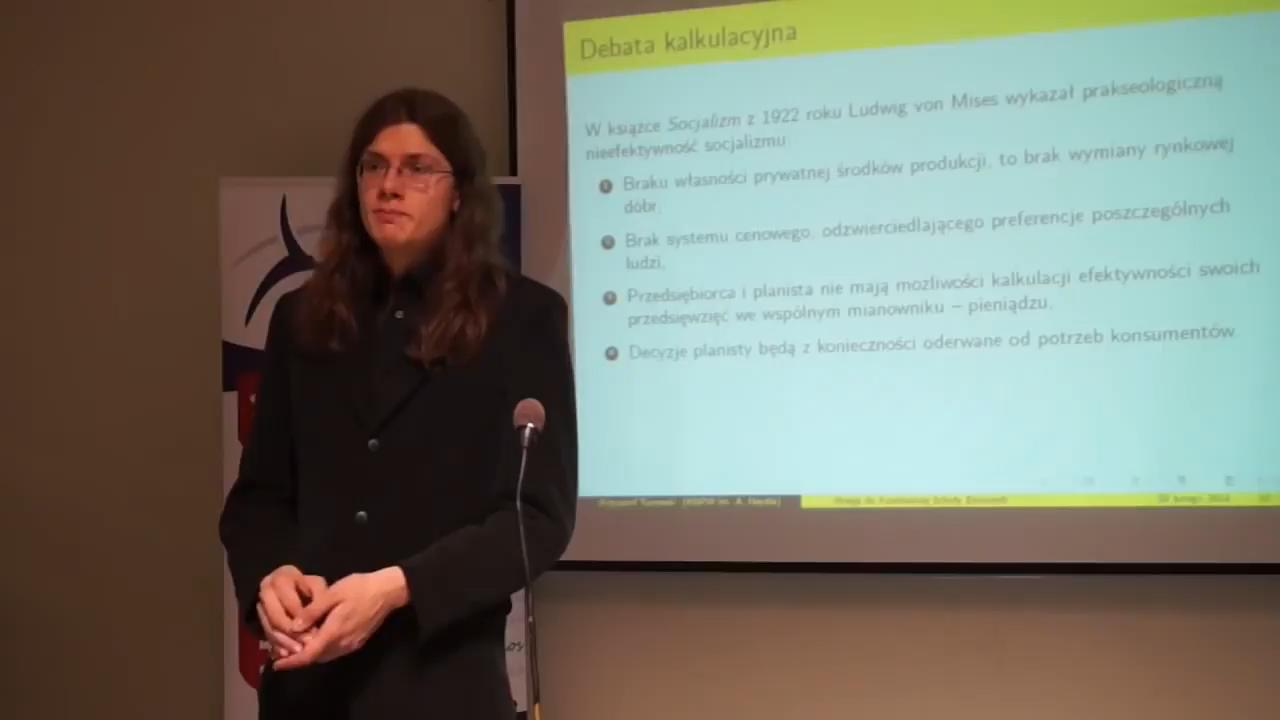 Debata kalkulacyjna
W książce Socjalizm z 1922 roku Ludwig von Mises wykazał prakseologiczną
nieefektywność socjalizmu:
Braku własności prywatnej środków produkcji, to brak wymiany rynkowej
dóbr,
Brak systemu cenowego, odzwierciedlającego preferencje poszczególnych
ludzi,
Przedsiębiorca i planista nie mają możliwości kalkulacji efektywności swoich
przedsięwzięć we wspólnym mianowniku – pieniądzu,
Decyzje planisty będą z konieczności oderwane od potrzeb konsumentów.